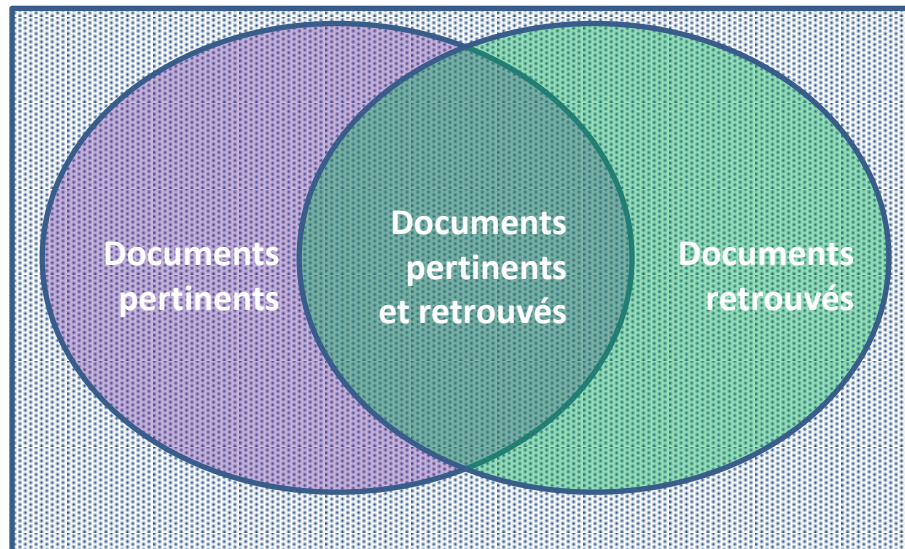 Documents
pertinents
Documents
pertinents
et retrouvés
Documents
retrouvés